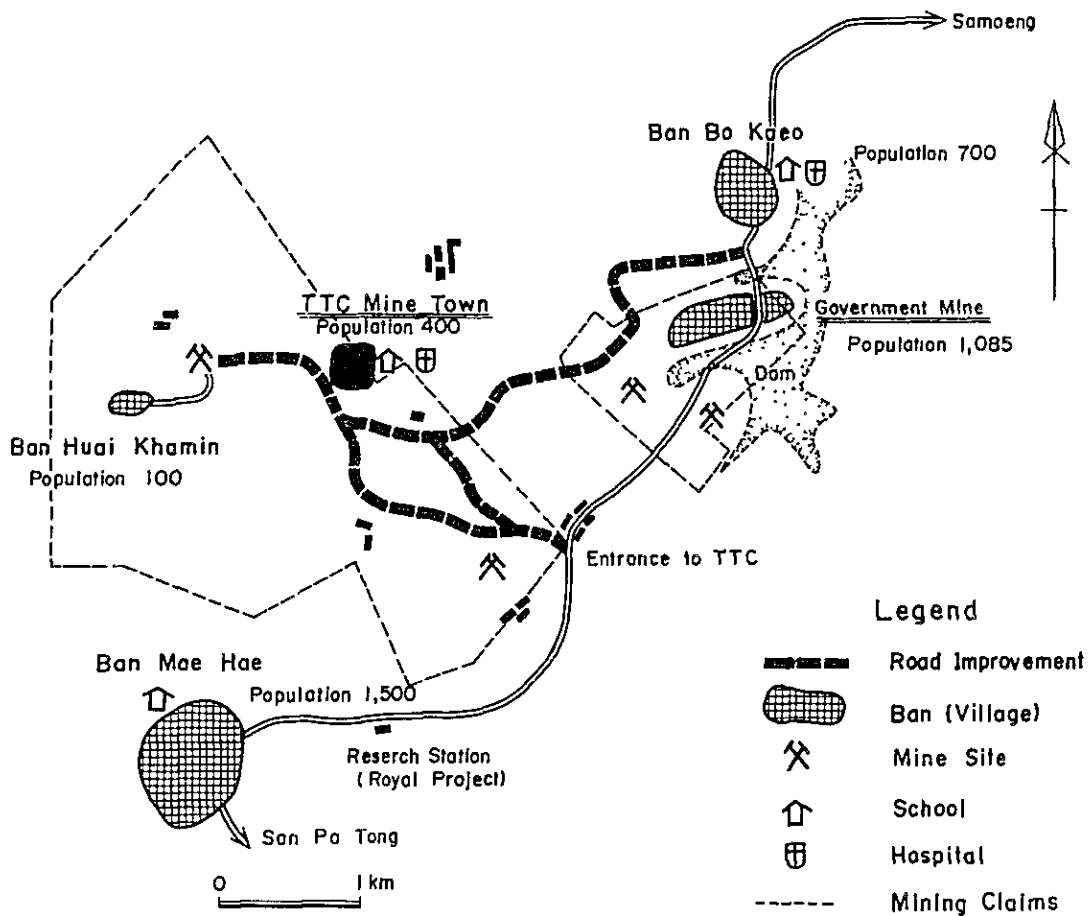 Samoeng
Ban Bo Kaeo
Population 700
TTC Mine Town
Population 400
Government Mine
Population 1,085
Dam
Ban Huai Khamin
Population 100
Entrance to TTC
Ban Mae Hae
Population 1,500
Reserch Station
(Royal Project)
San Pa Tong
0 1 km
Legend
Road Improvement
Ban (Village)
Mine Site
School
Hospital
Mining Claims